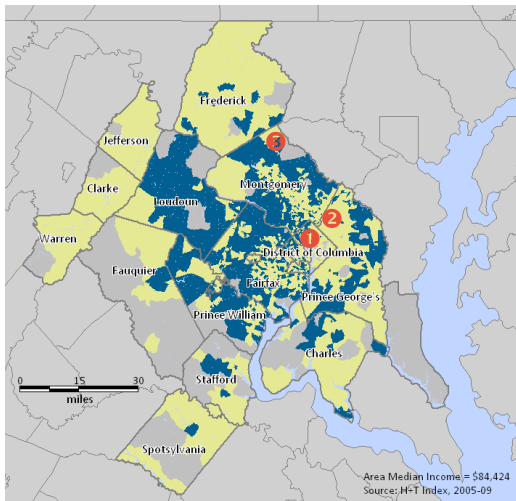 Frederick
Jefferson
3
Clarke
Montgomery
Loudoun
2
Warren
1
District of Columbia
Fauquier
Fairfax
Prince George's
Prince William
Charles
Stafford
0 15 30
miles
Spotsylvania
Area Median Income = $84,424
Source: H+T Index, 2005-09